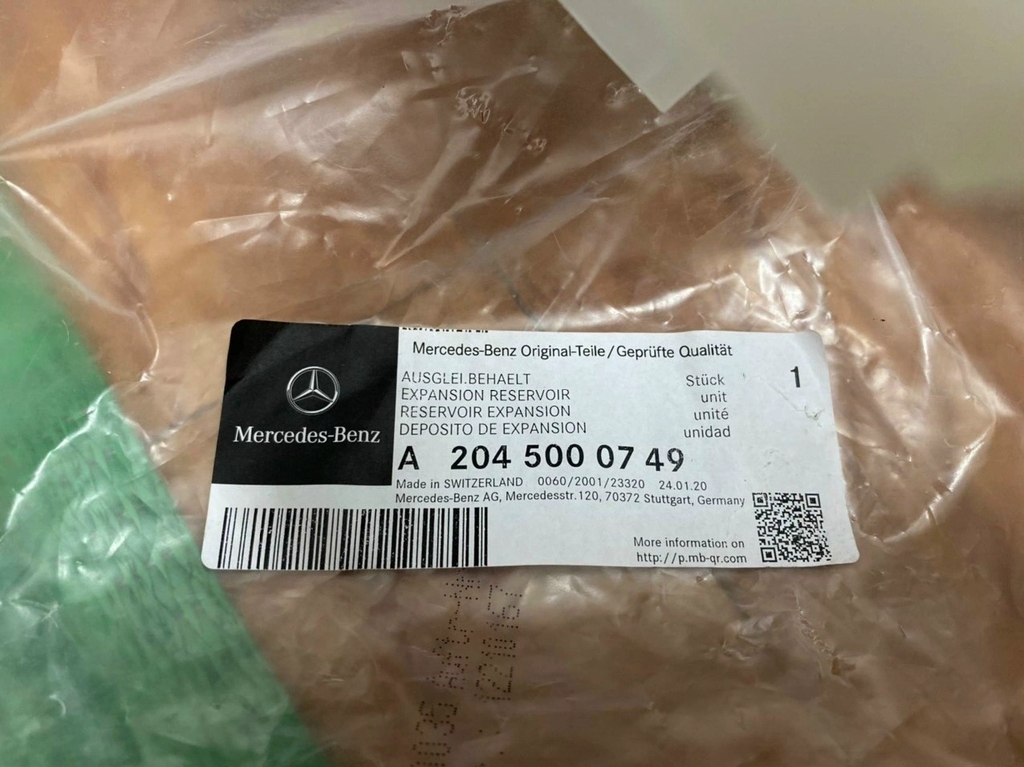 Mercedes-Benz Original-Teile/Geprüfte Qualität
AUSGLEI.BEHAELT Stück 1
EXPANSION RESERVOIR unit
RESERVOIR EXPANSION unité
DEPOSITO DE EXPANSION unidad
Mercedes-Benz
A 204 500 07 49
Made in SWITZERLAND 0060/2001/23320 24.01.20
Mercedes-Benz AG, Mercedesstr.120, 70372 Stuttgart, Germany
More information on
http://p.mb-qr.com